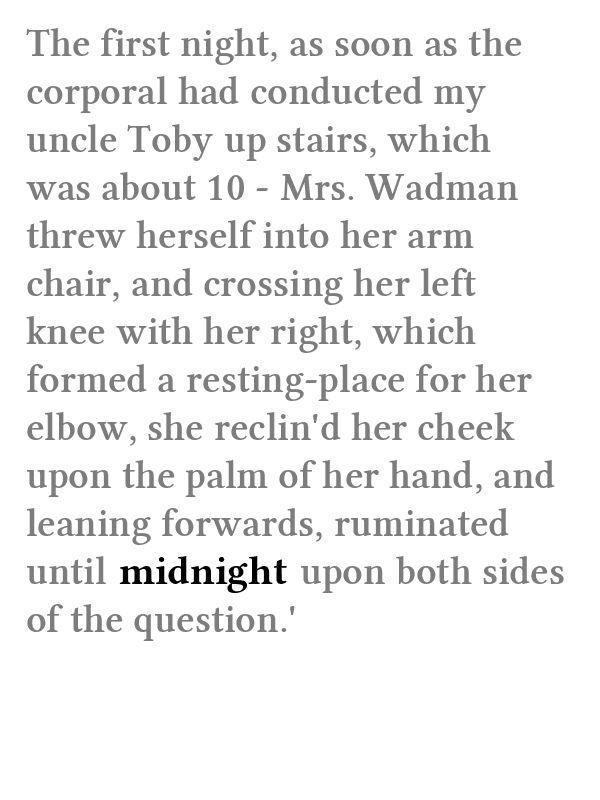 The first night, as soon as the
corporal had conducted my
uncle Toby up stairs, which
was about 10 - Mrs. Wadman
threw herself into her arm
chair, and crossing her left
knee with her right, which
formed a resting-place for her
elbow, she reclin'd her cheek
upon the palm of her hand, and
leaning forwards, ruminated
until midnight upon both sides
of the question.'